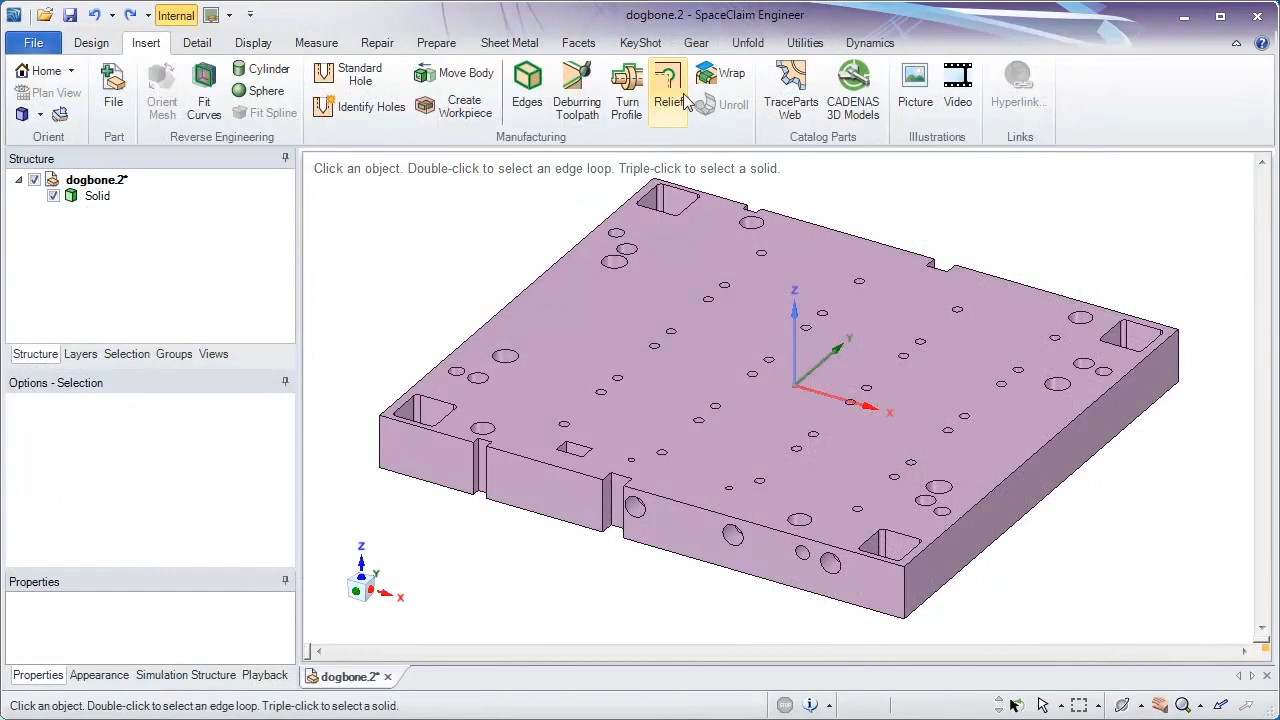 dogbone.2 - SpaceClaim Engineer
Internal
File Design Insert Detail Display Measure Repair Prepare Sheet Metal Facets KeyShot Gear Unfold Utilities Dynamics
Home
Plan View
Orient
File
Part
Orient Mesh
Fit Curves
Cylinder
Sphere
Fit Spline
Reverse Engineering
Standard Hole
Identify Holes
Move Body
Create Workpiece
Edges
Deburring Toolpath
Turn Profile
Relief
Wrap
Unroll
Manufacturing
TraceParts Web
CADENAS 3D Models
Catalog Parts
Picture
Video
Illustrations
Hyperlink...
Links
Structure
dogbone.2*
Solid
Structure Layers Selection Groups Views
Options - Selection
Properties
Properties Appearance Simulation Structure Playback
Click an object. Double-click to select an edge loop. Triple-click to select a solid.
Z
Y
X
Z
Y
X
dogbone.2*
Click an object. Double-click to select an edge loop. Triple-click to select a solid.